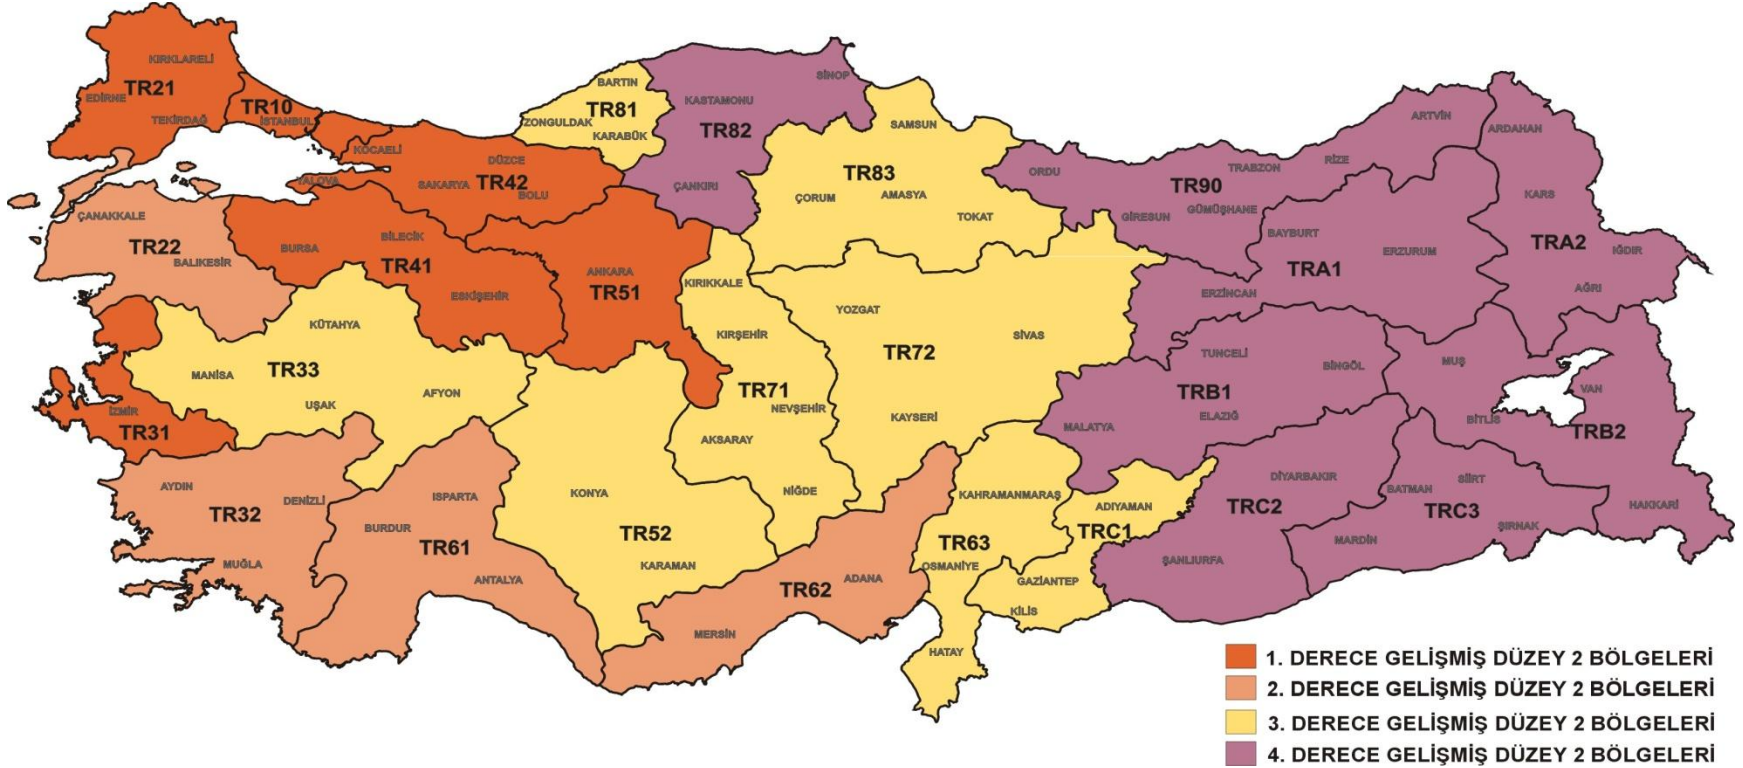 KIRKLARELİ
TR21
EDİRNE
TEKİRDAĞ
TR10
İSTANBUL
KOCAELİ
YALOVA
SAKARYA
DÜZCE
TR42
BOLU
BARTIN
TR81
ZONGULDAK
KARABÜK
KASTAMONU
SİNOP
TR82
ÇANKIRI
SAMSUN
TR83
ÇORUM
AMASYA
TOKAT
ORDU
TRABZON
RİZE
ARTVİN
TR90
GİRESUN
GÜMÜŞHANE
ARDAHAN
KARS
TRA2
IĞDIR
AĞRI
BAYBURT
ERZURUM
TRA1
ERZİNCAN
ÇANAKKALE
TR22
BALIKESİR
BURSA
BİLECİK
TR41
ESKİŞEHİR
ANKARA
TR51
KIRIKKALE
KIRŞEHİR
TR71
NEVŞEHİR
AKSARAY
NİĞDE
YOZGAT
SİVAS
TR72
KAYSERİ
TUNCELİ
BİNGÖL
TRB1
ELAZIĞ
MALATYA
MUŞ
VAN
BİTLİS
TRB2
HAKKARİ
KÜTAHYA
MANİSA
TR33
UŞAK
AFYON
İZMİR
TR31
AYDIN
DENİZLİ
TR32
MUĞLA
ISPARTA
BURDUR
TR61
ANTALYA
KONYA
TR52
KARAMAN
ADANA
TR62
MERSİN
KAHRAMANMARAŞ
TR63
OSMANİYE
HATAY
ADIYAMAN
TRC1
GAZİANTEP
KİLİS
DİYARBAKIR
TRC2
ŞANLIURFA
BATMAN
SİİRT
TRC3
ŞIRNAK
MARDİN
1. DERECE GELİŞMİŞ DÜZEY 2 BÖLGELERİ
2. DERECE GELİŞMİŞ DÜZEY 2 BÖLGELERİ
3. DERECE GELİŞMİŞ DÜZEY 2 BÖLGELERİ
4. DERECE GELİŞMİŞ DÜZEY 2 BÖLGELERİ